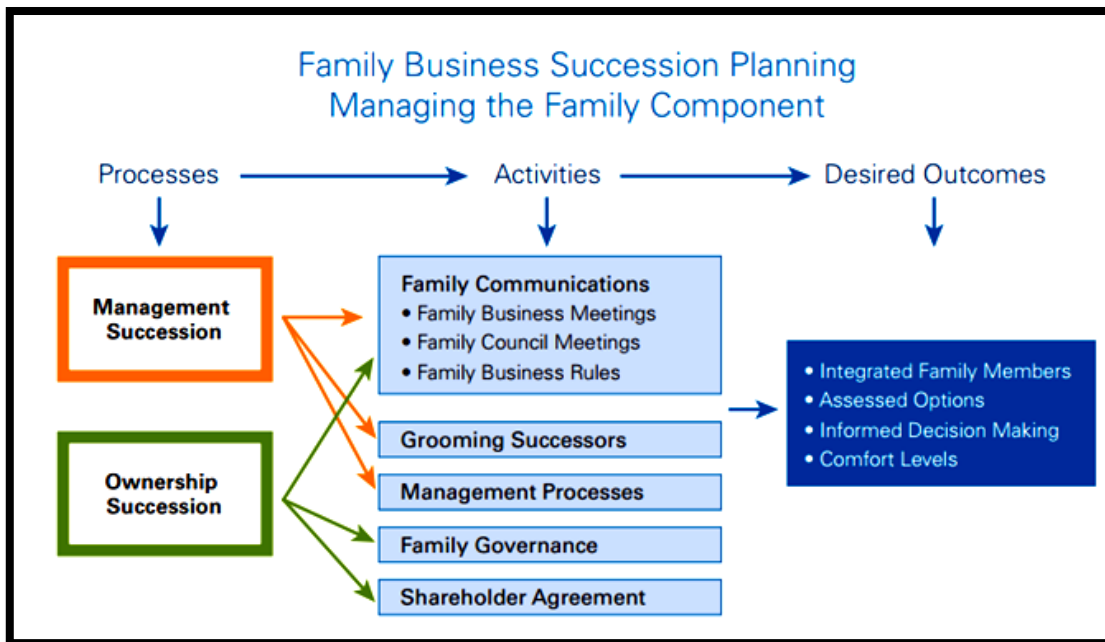 Family Business Succession Planning
Managing the Family Component
Processes
Activities
Desired Outcomes
Management
Succession
Ownership
Succession
Family Communications
• Family Business Meetings
• Family Council Meetings
• Family Business Rules
Grooming Successors
Management Processes
Family Governance
Shareholder Agreement
• Integrated Family Members
• Assessed Options
• Informed Decision Making
• Comfort Levels